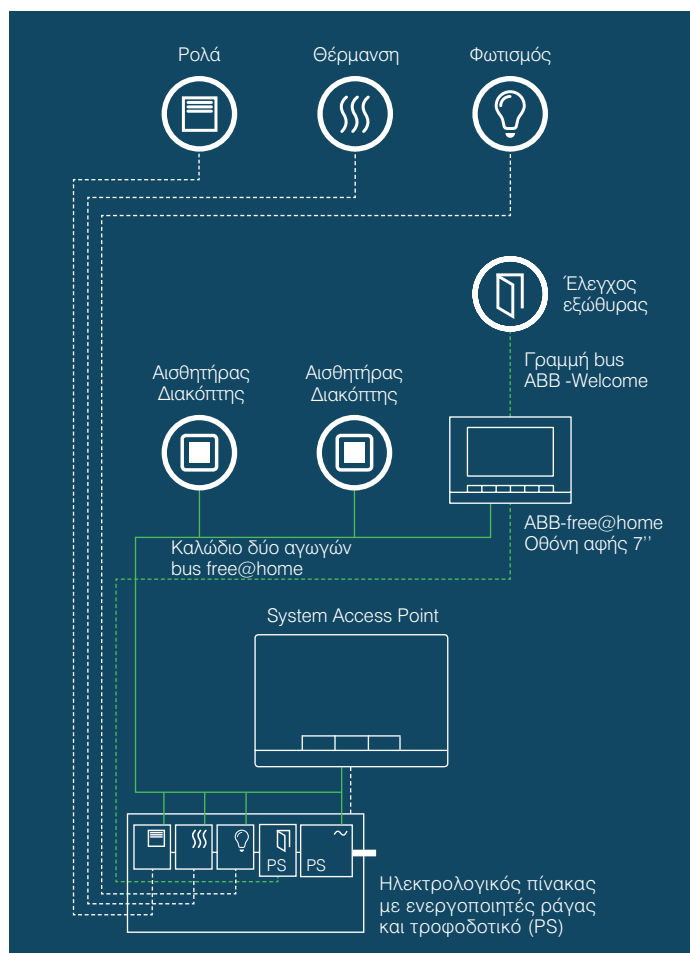 Ρολά
Θέρμανση
Φωτισμός
Έλεγχος
εξώθυρας
Γραμμή bus
ABB -Welcome
Αισθητήρας
Διακόπτης
Αισθητήρας
Διακόπτης
ABB-free@home
Οθόνη αφής 7''
Καλώδιο δύο αγωγών
bus free@home
System Access Point
PS
PS
Ηλεκτρολογικός πίνακας
με ενεργοποιητές ράγας
και τροφοδοτικό (PS)